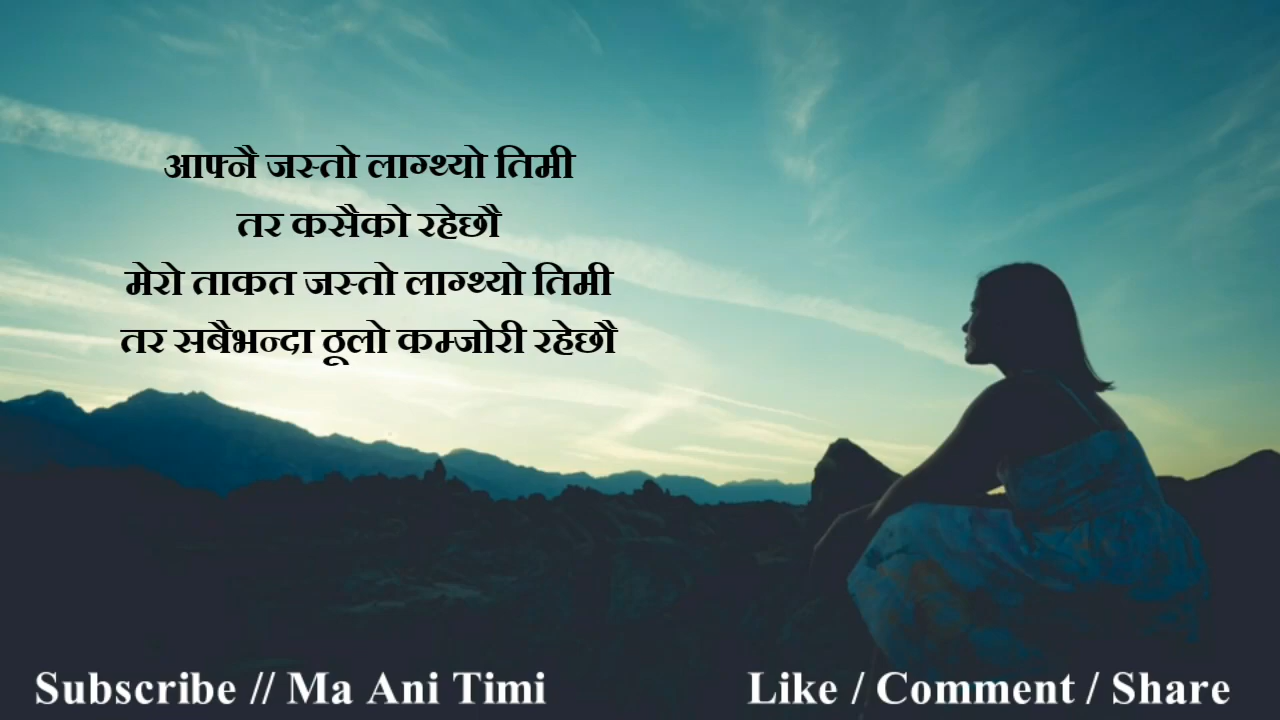 आफ्नै जस्तो लाग्थ्यो तिमी
तर कसैको रहेछौ
मेरो ताकत जस्तो लाग्थ्यो तिमी
तर सबैभन्दा ठूलो कम्जोरी रहेछौ
Subscribe // Ma Ani Timi
Like / Comment / Share